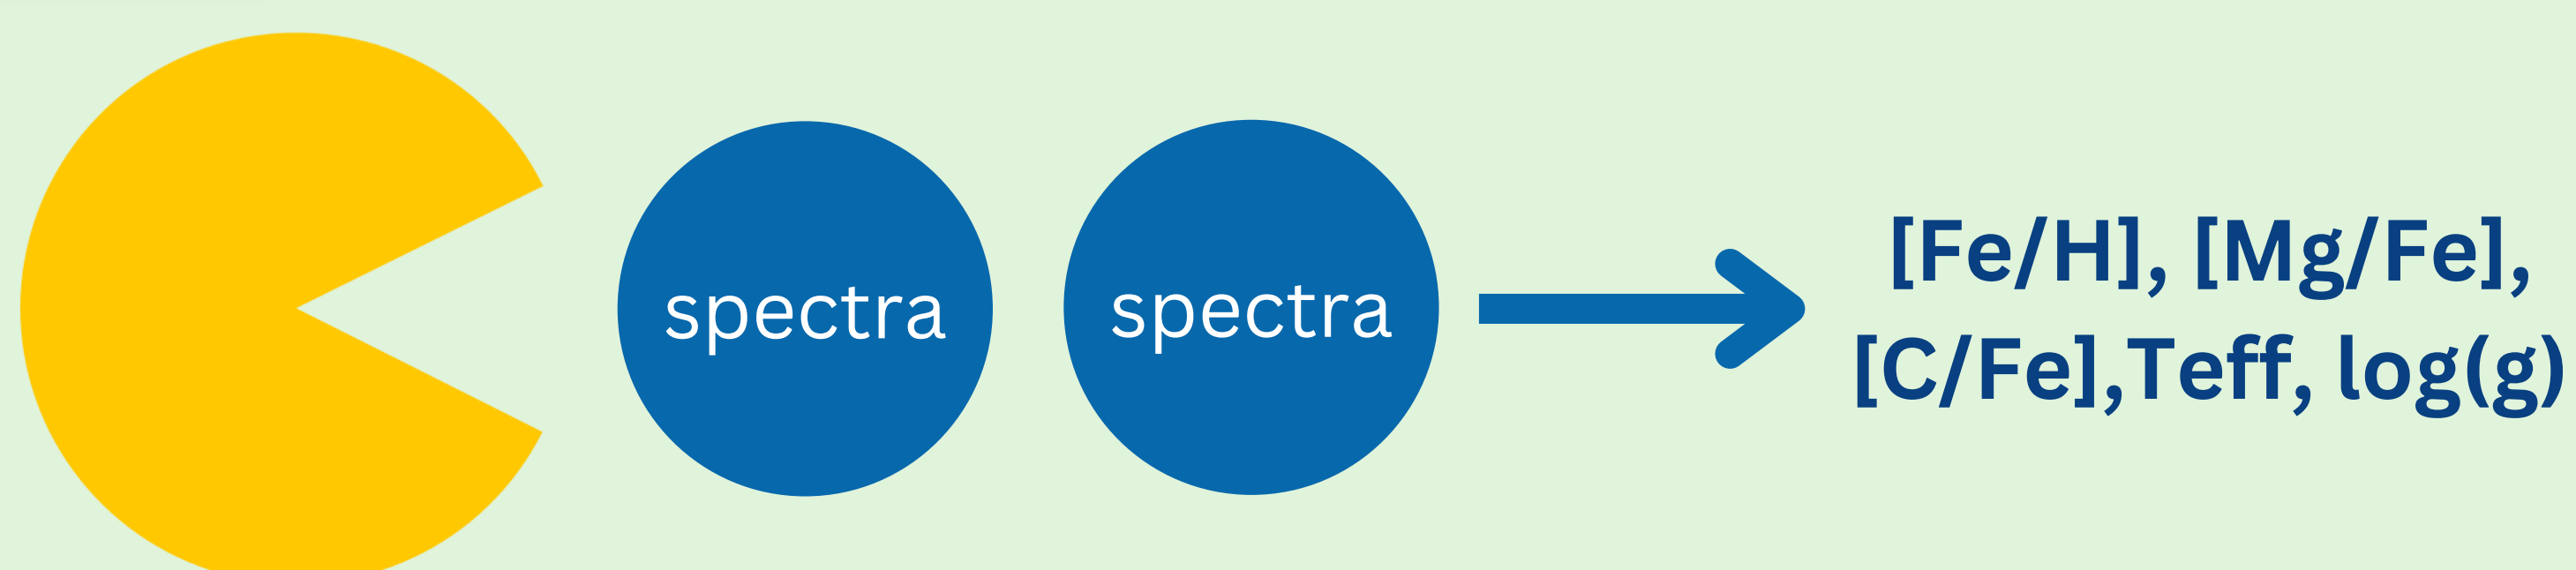 spectra
spectra
[Fe/H], [Mg/Fe],
[C/Fe],Teff, log(g)